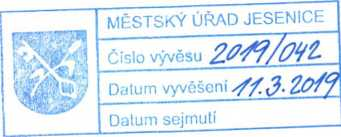 MĚSTSKÝ ÚŘAD JESENICE
Číslo vývěsu 2019/042
Datum vyvěšení 11.3.2019
Datum sejmutí